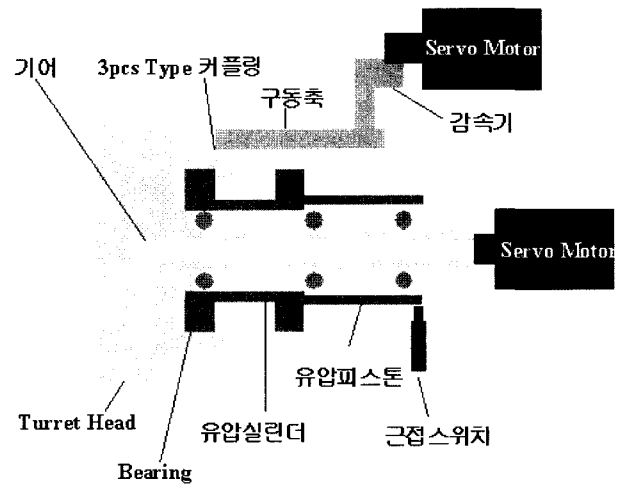 Servo Motor
기어
3pcs Type 커플링
구동축
감속기
Servo Motor
유압피스톤
Turret Head
유압실린더
근접스위치
Bearing